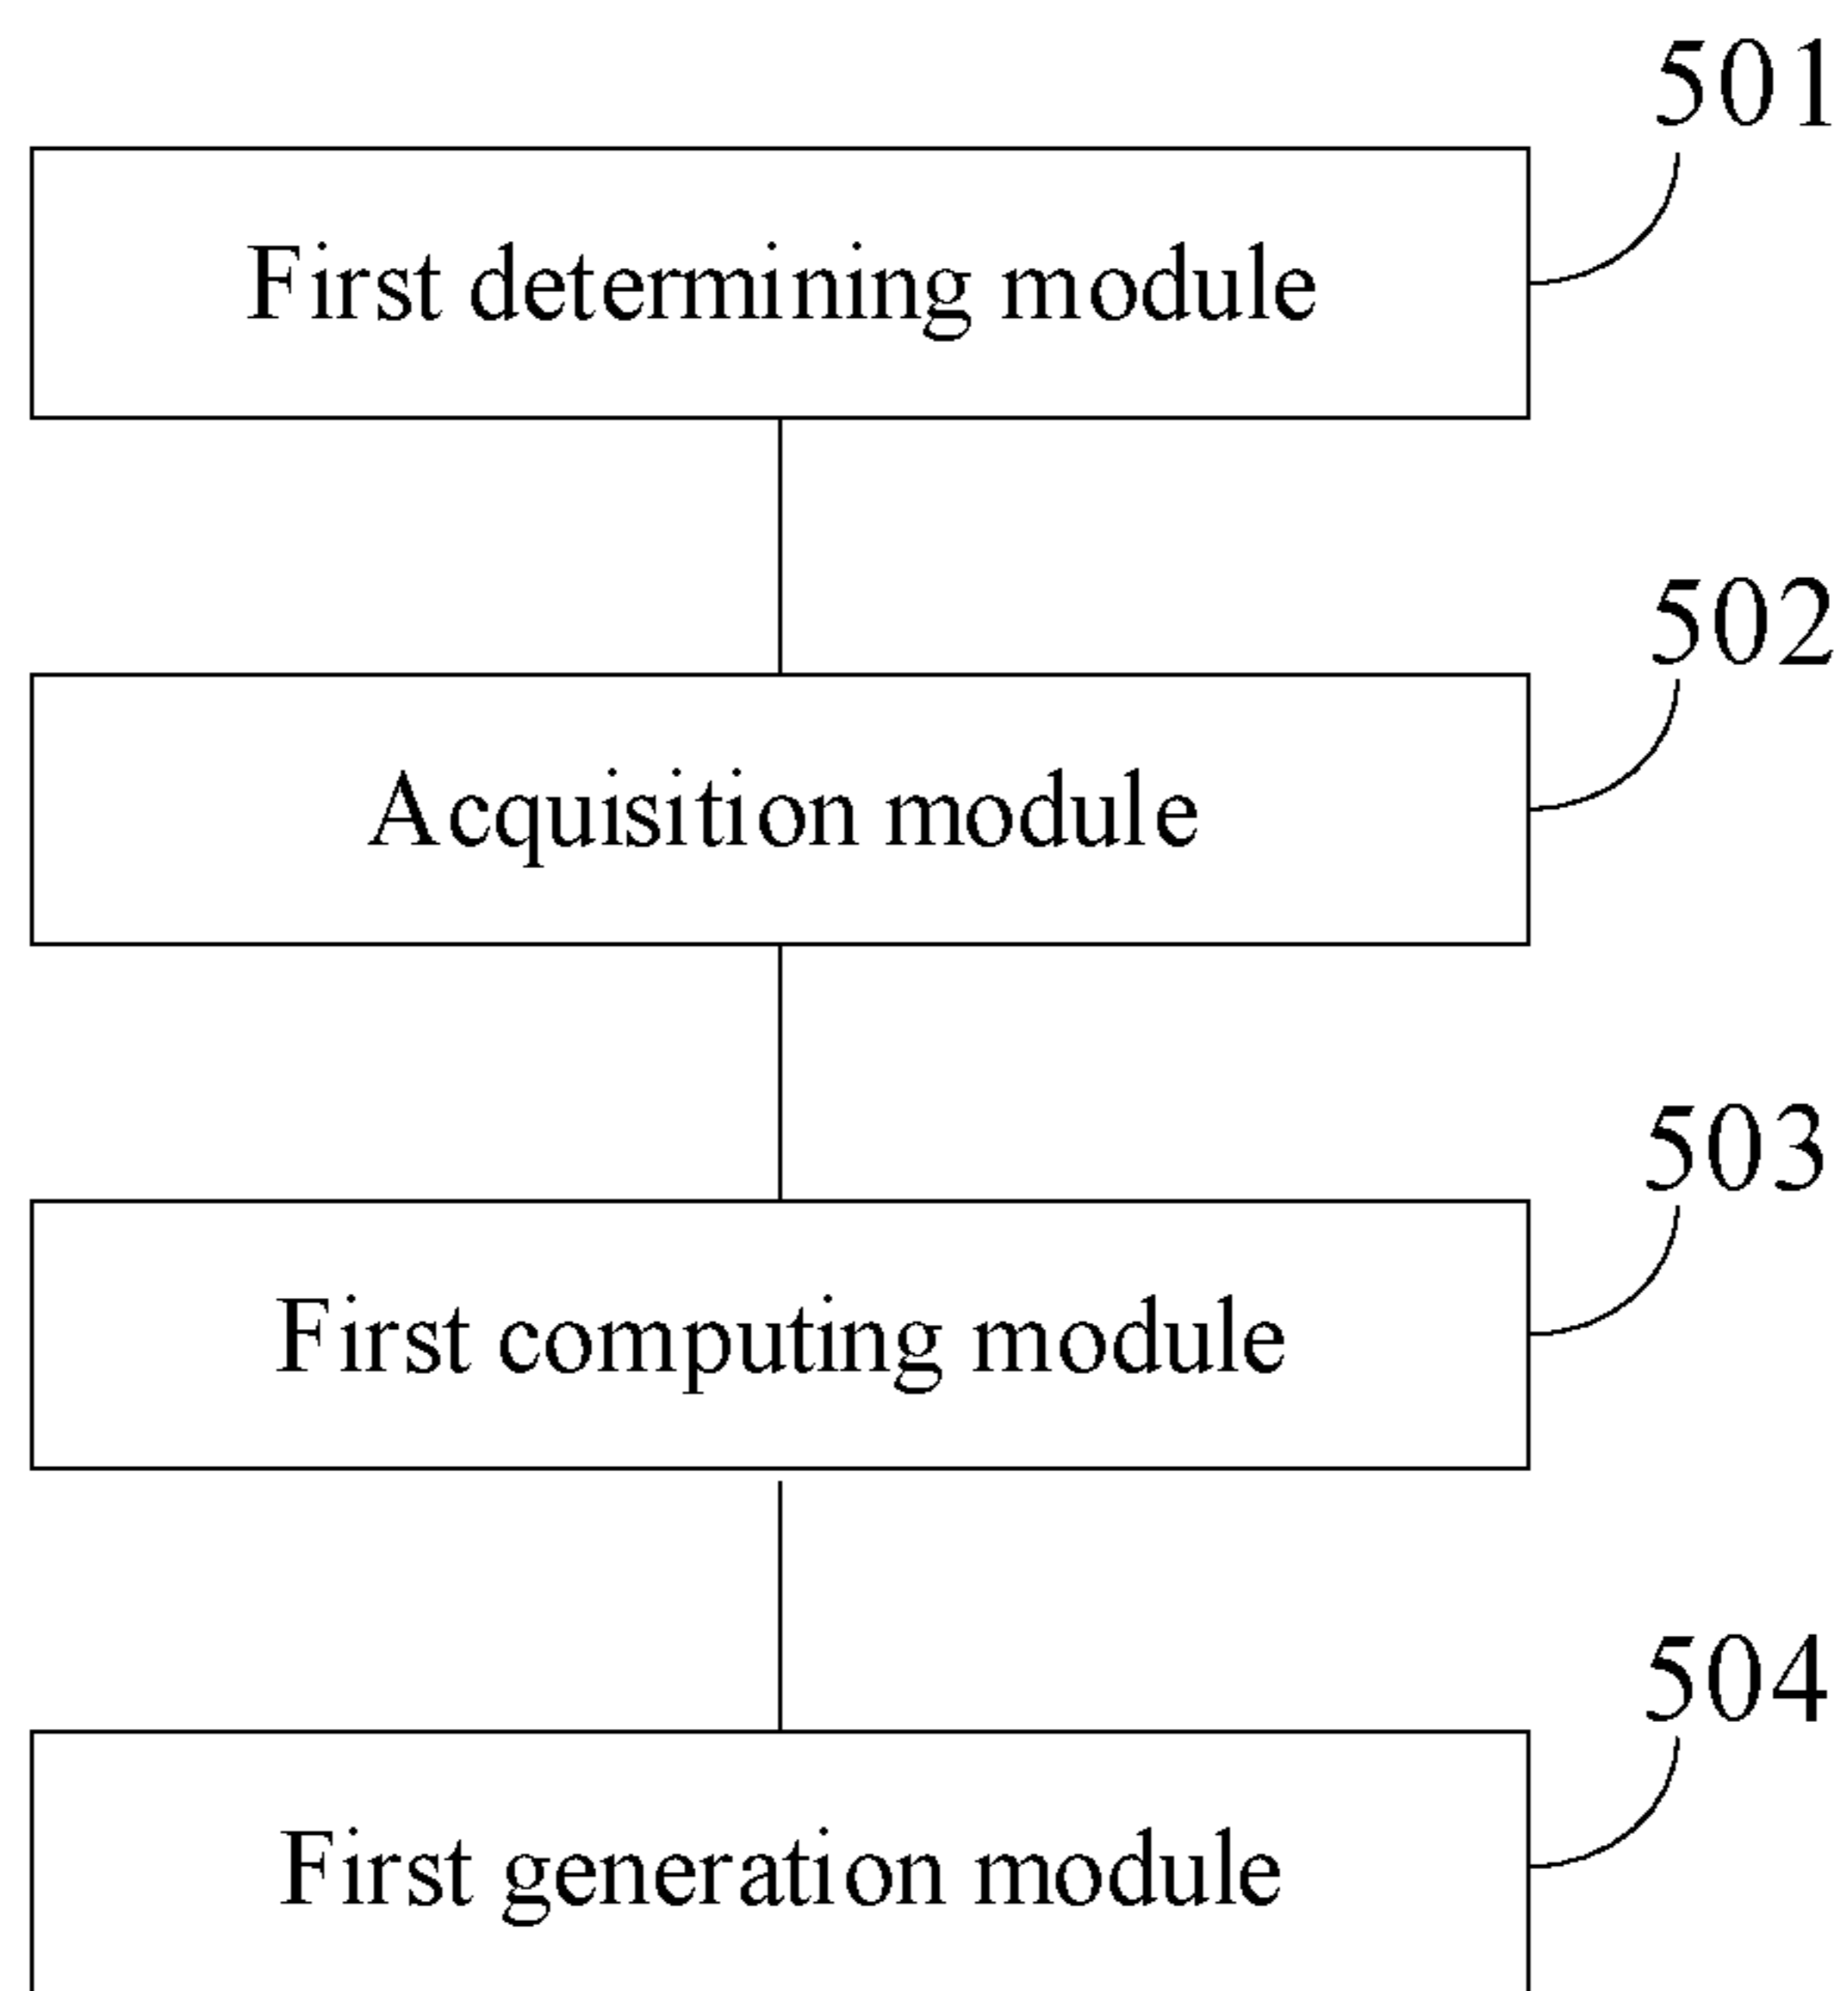 501
First determining module
502
Acquisition module
503
First computing module
504
First generation module